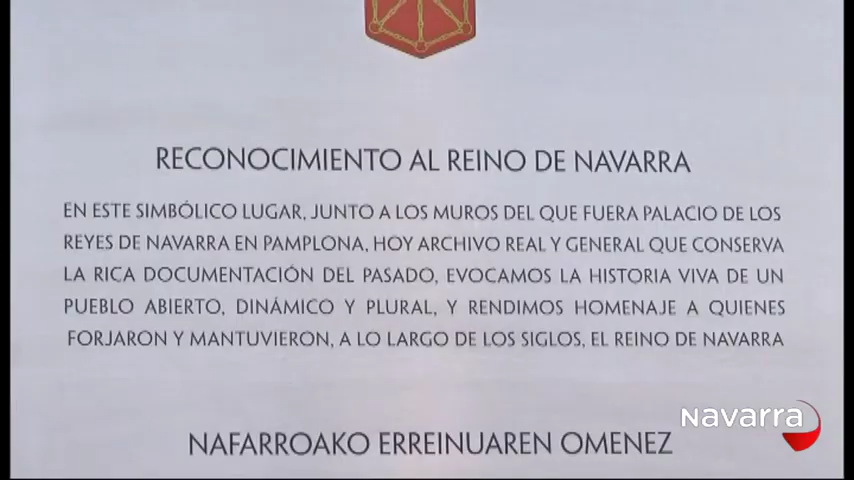 RECONOCIMIENTO AL REINO DE NAVARRA
EN ESTE SIMBÓLICO LUGAR, JUNTO A LOS MUROS DEL QUE FUERA PALACIO DE LOS
REYES DE NAVARRA EN PAMPLONA, HOY ARCHIVO REAL Y GENERAL QUE CONSERVA
LA RICA DOCUMENTACIÓN DEL PASADO, EVOCAMOS LA HISTORIA VIVA DE UN
PUEBLO ABIERTO, DINÁMICO Y PLURAL, Y RENDIMOS HOMENAJE A QUIENES
FORJARON Y MANTUVIERON, A LO LARGO DE LOS SIGLOS, EL REINO DE NAVARRA
Navarra
NAFARROAKO ERREINUAREN OMENEZ